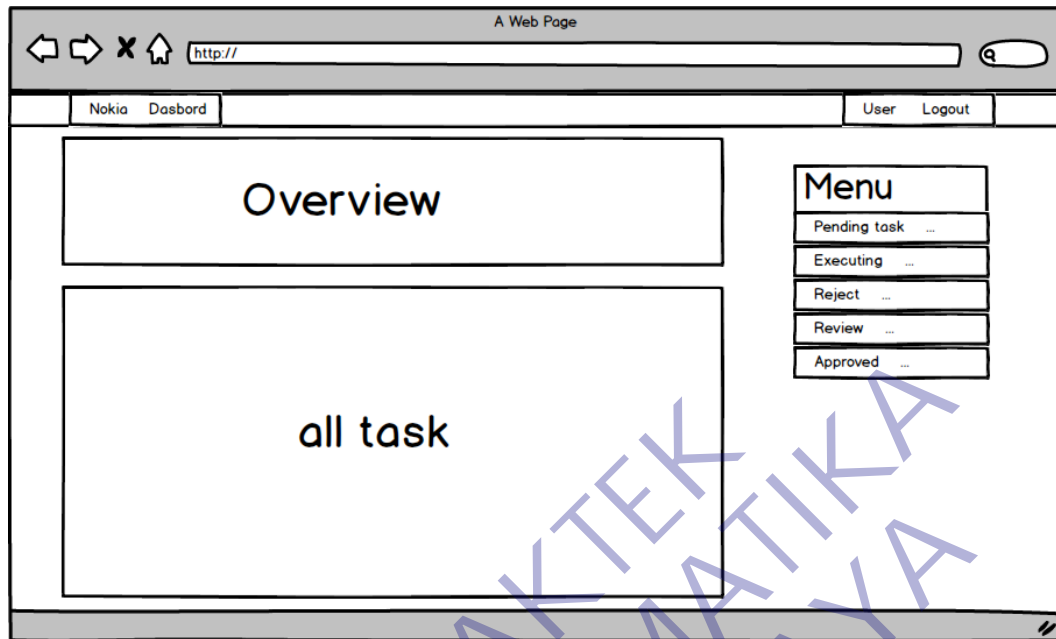 A Web Page
http://
Nokia Dasbord User Logout
Overview
Menu
Pending task ...
Executing ...
Reject ...
Review ...
Approved ...
all task